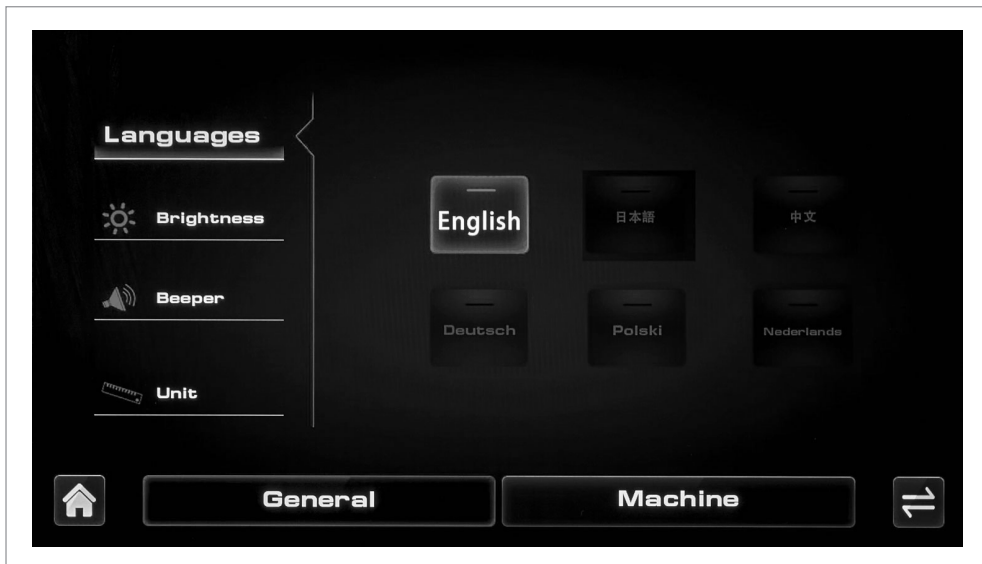 Languages
Brightness
Beeper
Unit
English
日本語
中文
Deutsch
Polski
Nederlands
General
Machine